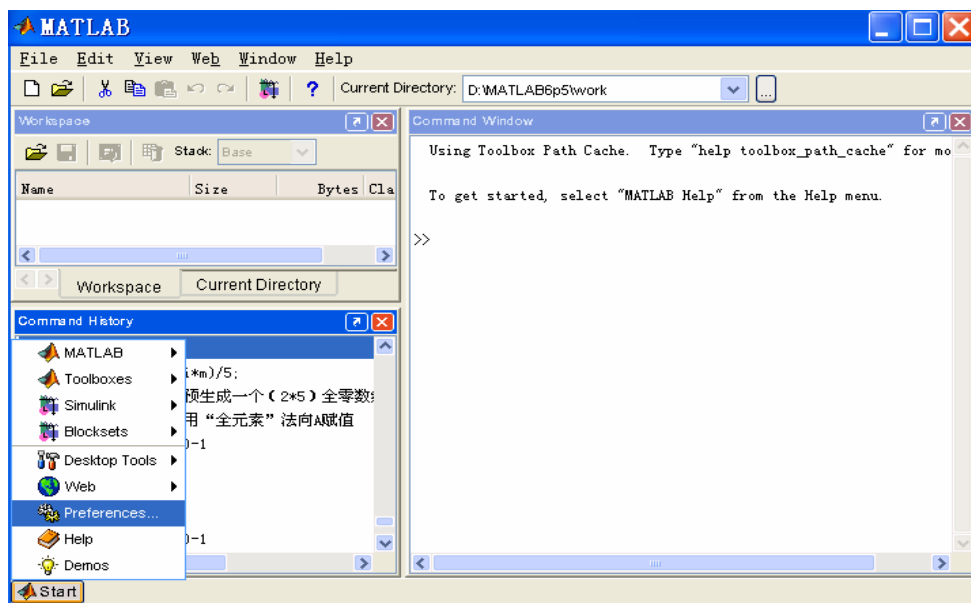 MATLAB
File Edit View Web Window Help
? Current Directory: D:\MATLAB6p5\work ...
Workspace
Stack: Base
Name Size Bytes Cla
Workspace Current Directory
Command History
i*m)/5;
预生成一个(2*5)全零数
用“全元素”法向A赋值
)-1
)-1
MATLAB
Toolboxes
Simulink
Blocksets
Desktop Tools
Web
Preferences...
Help
Demos
Start
Command Window
Using Toolbox Path Cache. Type "help toolbox_path_cache" for mo
To get started, select "MATLAB Help" from the Help menu.
>>